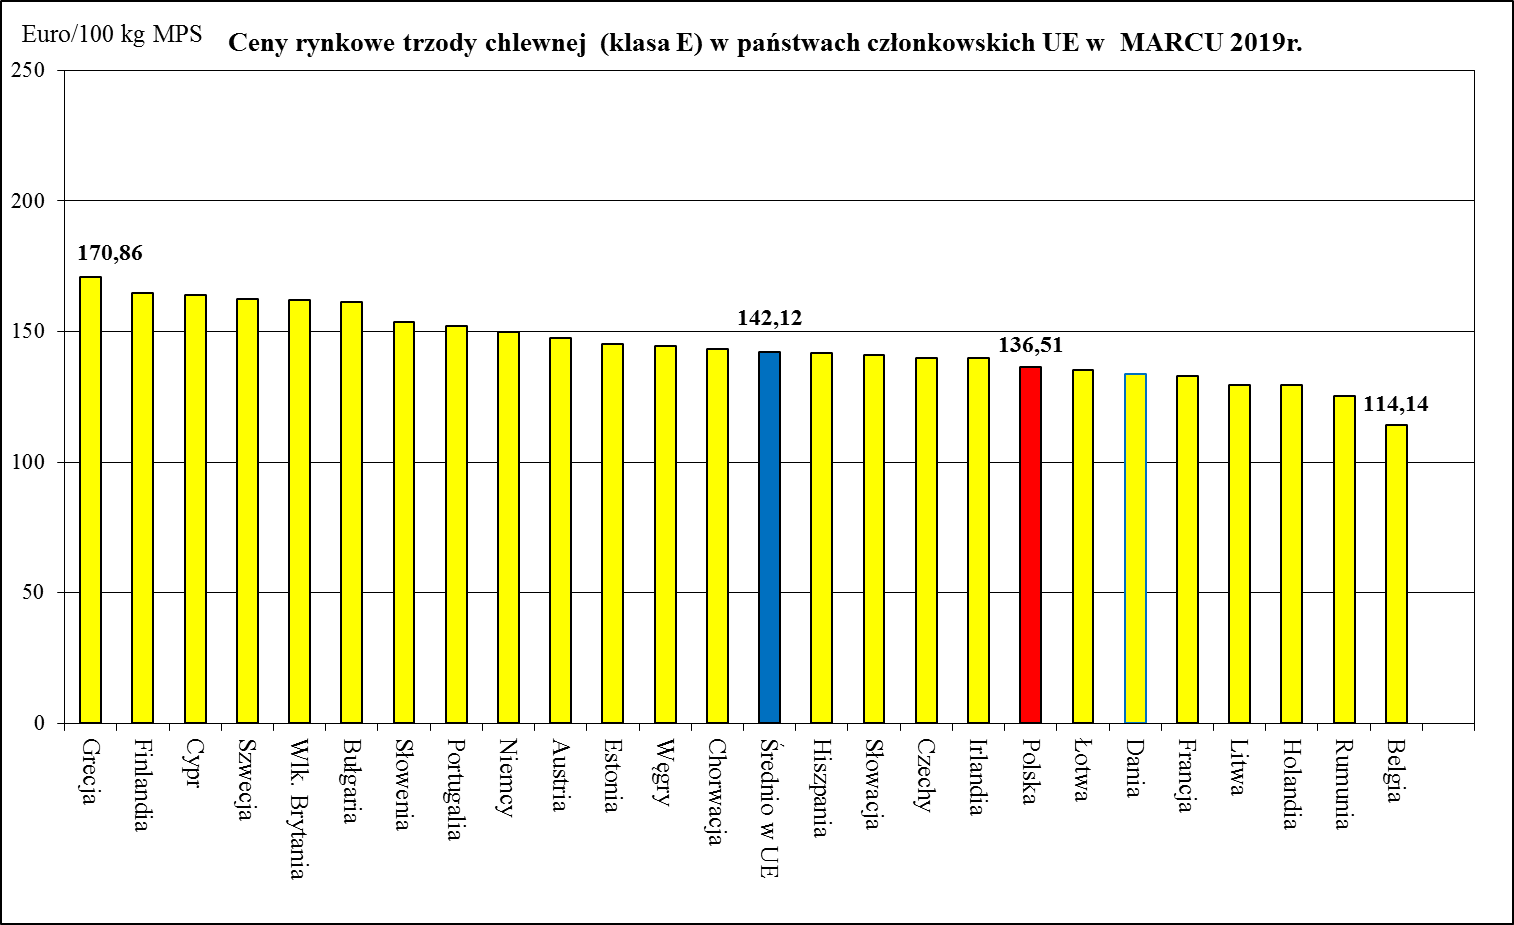 Euro/100 kg MPS
Ceny rynkowe trzody chlewnej (klasa E) w państwach członkowskich UE w MARCU 2019r.
250
200
150
100
50
0
170,86
142,12
136,51
114,14
Grecja
Finlandia
Cypr
Szwecja
Wlk. Brytania
Bułgaria
Słowenia
Portugalia
Niemcy
Austria
Estonia
Węgry
Chorwacja
Średnio w UE
Hiszpania
Słowacja
Czechy
Irlandia
Polska
Łotwa
Dania
Francja
Litwa
Holandia
Rumunia
Belgia